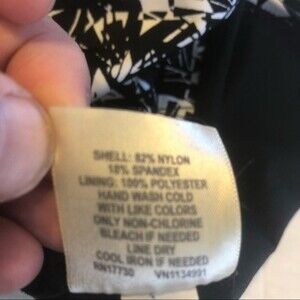 SHELL: 82% NYLON
18% SPANDEX
LINING: 100% POLYESTER
HAND WASH COLD
WITH LIKE COLORS
ONLY NON-CHLORINE
BLEACH IF NEEDED
LINE DRY
COOL IRON IF NEEDED
RN17730 VN1134991